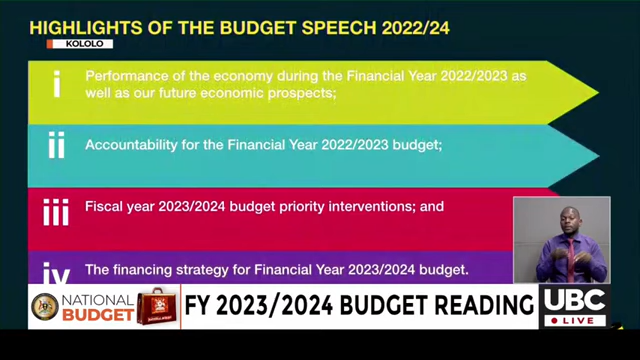 HIGHLIGHTS OF THE BUDGET SPEECH 2022/24
KOLOLO
i
Performance of the economy during the Financial Year 2022/2023 as
well as our future economic prospects;
ii
Accountability for the Financial Year 2022/2023 budget;
iii
Fiscal year 2023/2024 budget priority interventions; and
iv
The financing strategy for Financial Year 2023/2024 budget.
NATIONAL
BUDGET
FY 2023/2024 BUDGET READING
UBC
LIVE